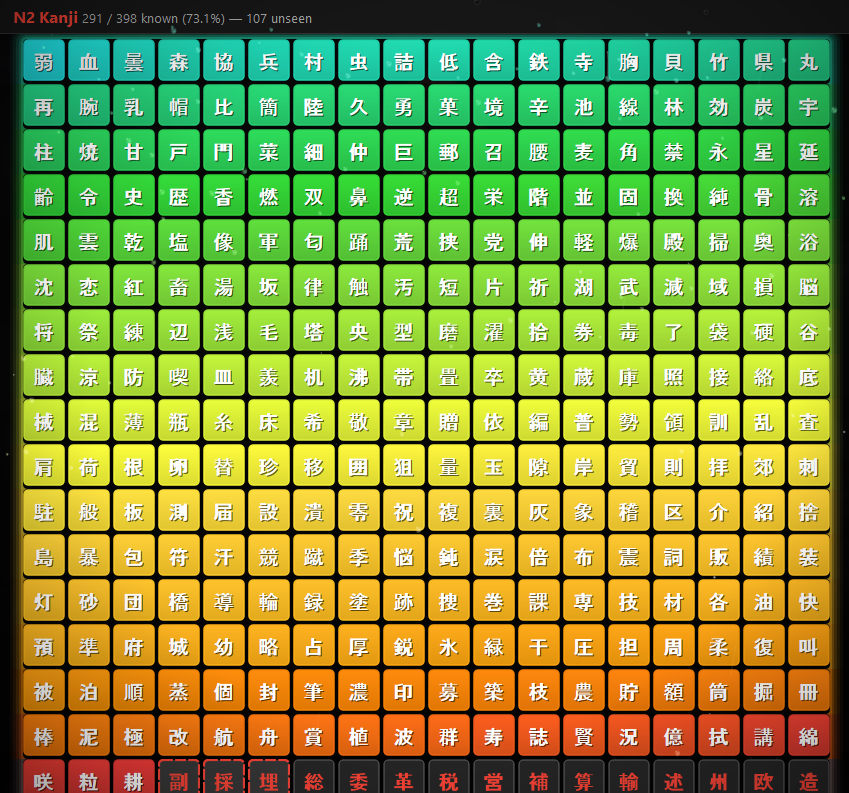 N2 Kanji 291 / 398 known (73.1%) — 107 unseen
弱 血 曇 森 協 兵 村 虫 詰 低 含 鉄 寺 胸 貝 竹 県 丸
再 腕 乳 帽 比 簡 陸 久 勇 菓 境 辛 池 線 林 効 炭 宇
柱 焼 甘 戸 門 菜 細 仲 巨 郵 召 腰 麦 角 禁 永 星 延
齢 令 史 歴 香 燃 双 鼻 逆 超 栄 階 並 固 換 純 骨 溶
肌 雲 乾 塩 像 軍 匂 踊 荒 挟 党 伸 軽 爆 殿 掃 奥 浴
沈 恋 紅 畜 湯 坂 律 触 汚 短 片 祈 湖 武 滅 域 損 脳
将 祭 練 辺 浅 毛 塔 央 型 磨 濯 拾 券 毒 了 袋 硬 谷
臓 涼 防 喫 皿 羨 机 沸 帯 畳 卒 黄 蔵 庫 照 接 絡 底
械 混 薄 瓶 糸 床 希 敬 章 贈 依 編 普 勢 領 訓 乱 査
肩 荷 根 卵 替 珍 移 囲 狙 量 玉 隙 岸 貿 則 拝 郊 刺
駐 般 板 測 届 設 潰 零 祝 複 裏 灰 象 稽 区 介 紹 捨
島 暴 包 符 汗 競 蹴 季 悩 鈍 涙 倍 布 震 詞 販 績 装
灯 砂 団 橋 導 輪 録 塗 跡 捜 巻 課 専 技 材 各 油 快
預 準 府 城 幼 略 占 厚 鋭 氷 緑 干 圧 担 周 柔 復 叫
被 泊 順 蒸 個 封 筆 濃 印 募 築 枝 農 貯 額 筒 掘 冊
棒 泥 極 改 航 舟 賞 植 波 群 寿 誌 賢 況 億 拭 講 綿
咲 粒 耕 副 採 埋 総 委 革 税 営 補 算 輸 述 州 欧 造